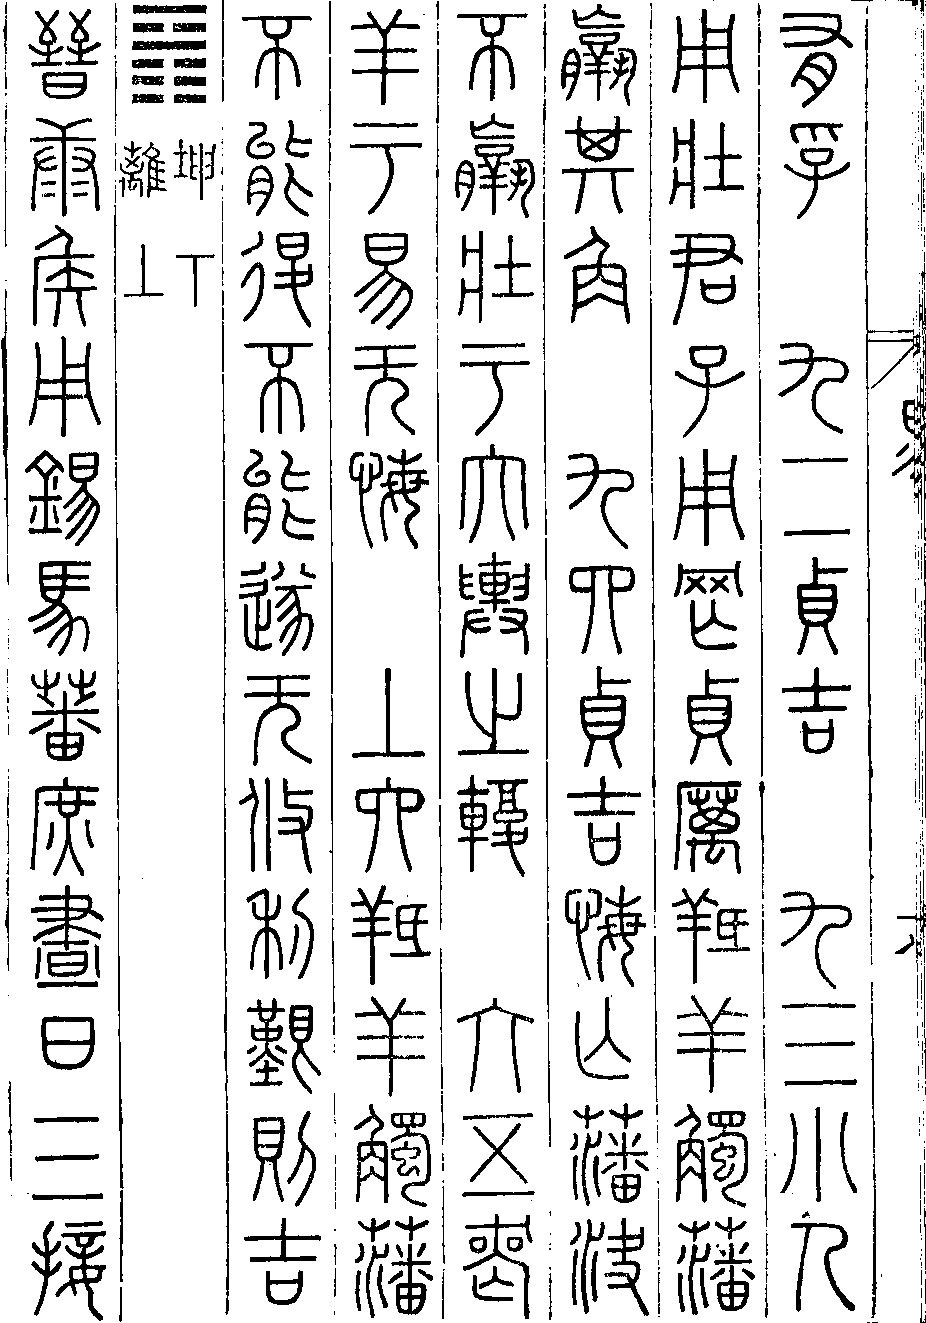 有孚 九二貞吉 九三小人
用壯君子用罔貞厲羝羊觸藩
羸其角 九四貞吉悔亡藩決
不羸壯于大輿之輹 六五喪
羊于易无悔 上六羝羊觸藩
不能退不能遂无攸利艱則吉
䷢ 坤下離上
晉康侯用錫馬蕃庶晝日三接